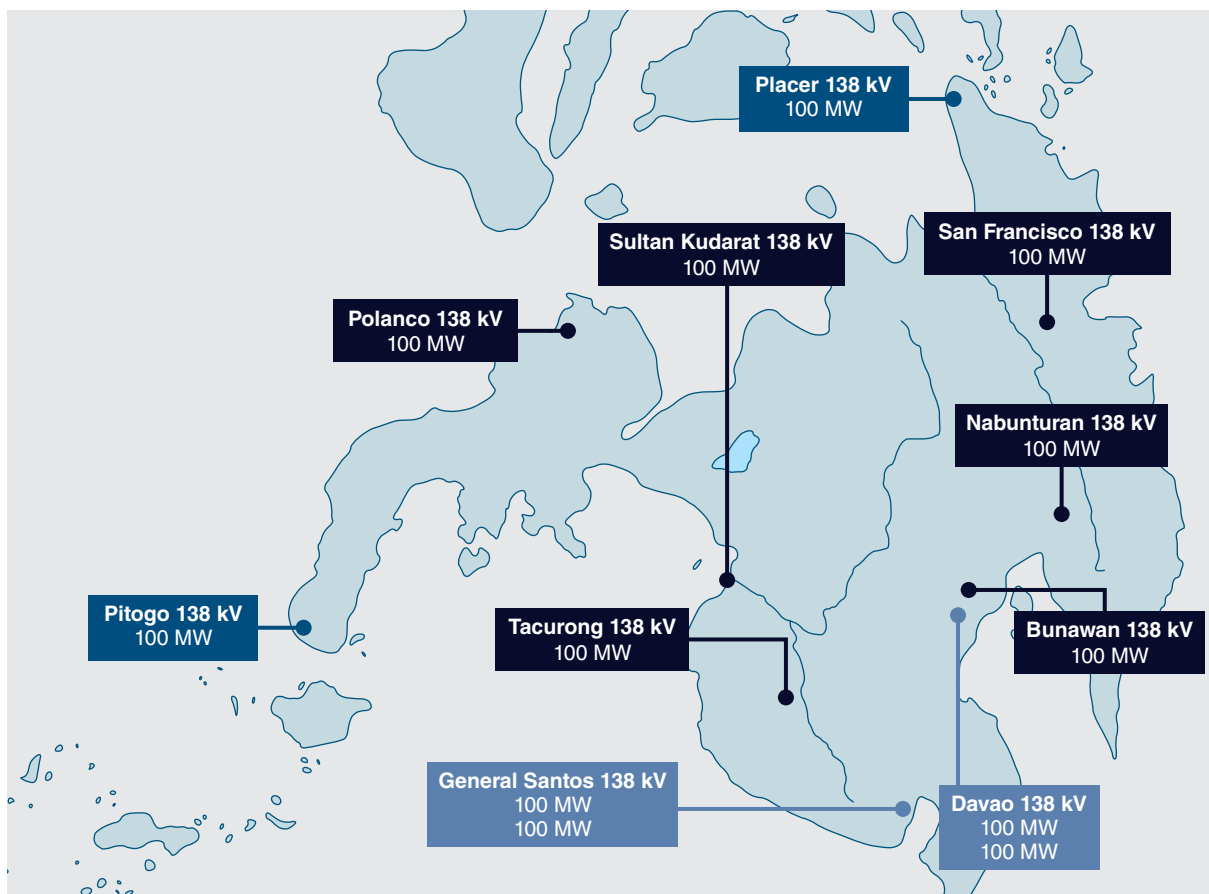 Placer 138 kV
100 MW
Sultan Kudarat 138 kV
100 MW
San Francisco 138 kV
100 MW
Polanco 138 kV
100 MW
Nabunturan 138 kV
100 MW
Pitogo 138 kV
100 MW
Tacurong 138 kV
100 MW
Bunawan 138 kV
100 MW
General Santos 138 kV
100 MW
100 MW
Davao 138 kV
100 MW
100 MW